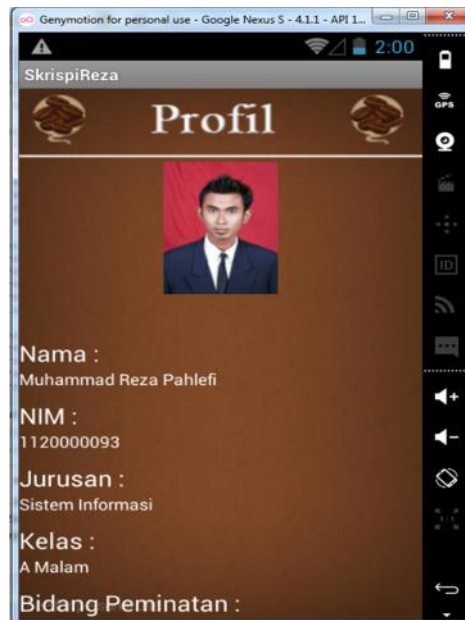 Genymotion for personal use - Google Nexus S - 4.1.1 - API 1...
2:00
SkripsiReza
Profil
GPS
ID
Nama :
Muhammad Reza Pahlefi
NIM :
1120000093
Jurusan :
Sistem Informasi
Kelas :
A Malam
Bidang Peminatan :